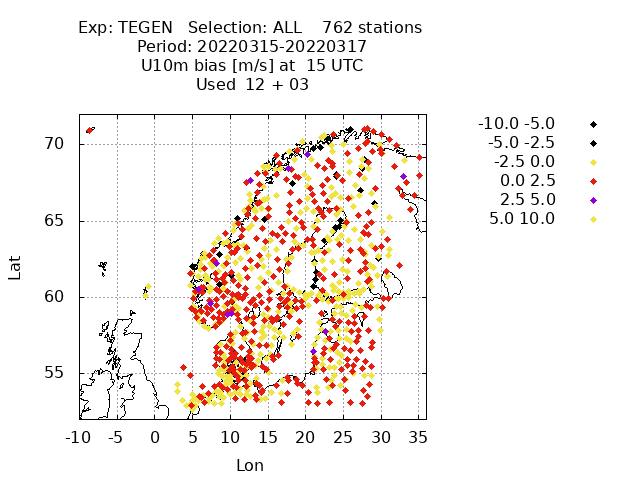 Exp: TEGEN   Selection: ALL    762 stations
Period: 20220315-20220317
U10m bias [m/s] at  15 UTC
Used  12 + 03
-10.0 -5.0
-5.0 -2.5
-2.5 0.0
0.0 2.5
2.5 5.0
5.0 10.0
70
65
60
55
Lat
-10 -5 0 5 10 15 20 25 30 35
Lon